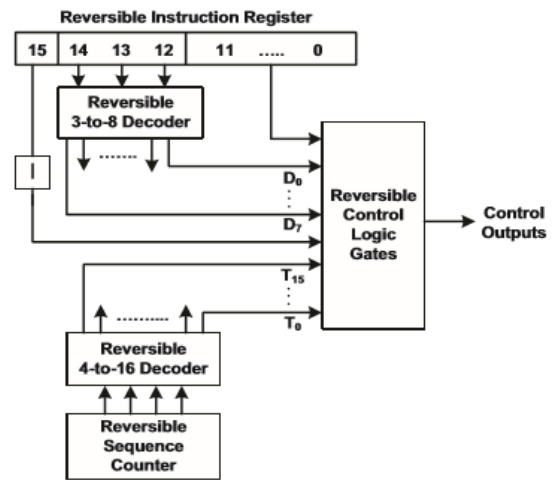 Reversible Instruction Register
15 14 13 12 11 ..... 0
Reversible
3-to-8 Decoder
........
D0
D7
I
Reversible
Control
Logic
Gates
Control
Outputs
T15
T0
..........
Reversible
4-to-16 Decoder
Reversible
Sequence
Counter